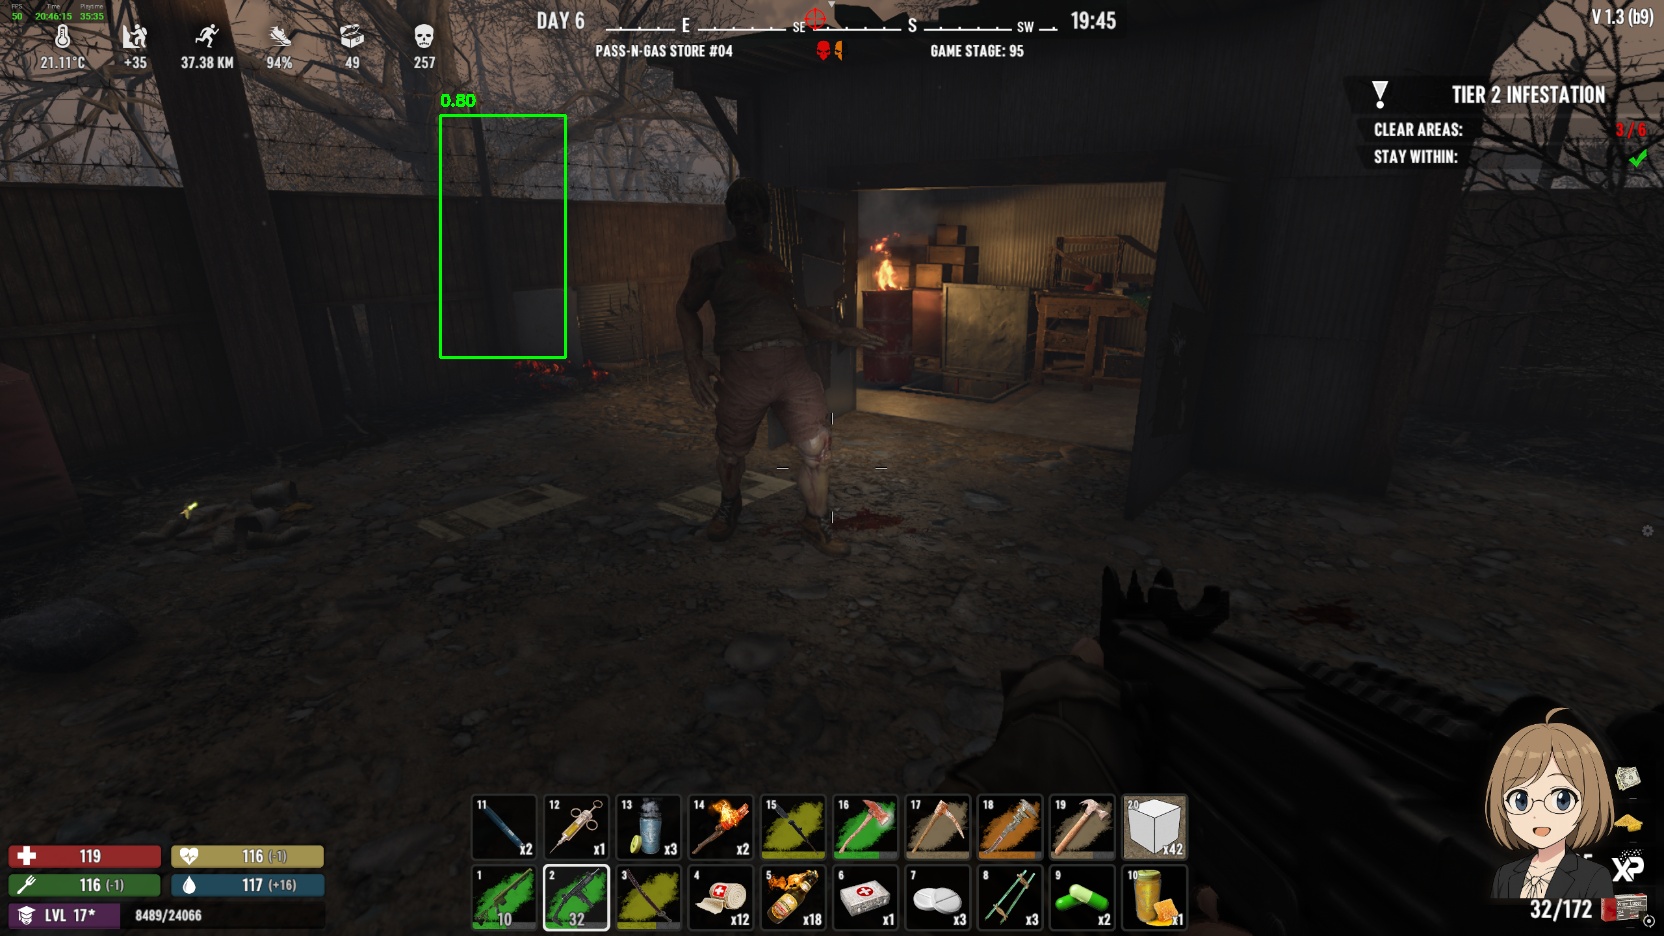 FPS Time Playtime
50 20:46:15 35:35
21.11°C +35 37.38 KM 94% 49 257
DAY 6 E SE S SW 19:45
PASS-N-GAS STORE #04 GAME STAGE: 95
V 1.3 (b9)
TIER 2 INFESTATION
CLEAR AREAS: 3 / 6
STAY WITHIN:
0.80
11 12 13 14 15 16 17 18 19 20
x2 x1 x3 x2 x42
1 2 3 4 5 6 7 8 9 10
10 32 x12 x18 x1 x3 x3 x2 x1
119 116 (-1)
116 (-1) 117 (+16)
LVL 17* 8489/24066
XP
32/172